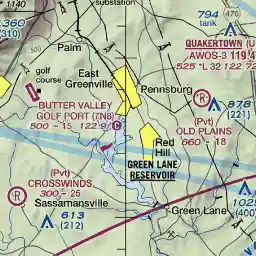 360
(310)
1140
substation
794
tank
Palm
QUAKERTOWN (U
AWOS-3 119.4
525 *L 32 122.7
East
Greenville
golf
course
Pennsburg
878
(221)
BUTTER VALLEY
GOLF PORT (7N8)
500 - 15 122.9 C
(Pvt)
OLD PLAINS
660 - 18
Red
Hill
GREEN LANE
RESERVOIR
(Pvt)
CROSSWINDS
300 - 25
Sassamansville
613
(212)
Green Lane
1025
(400